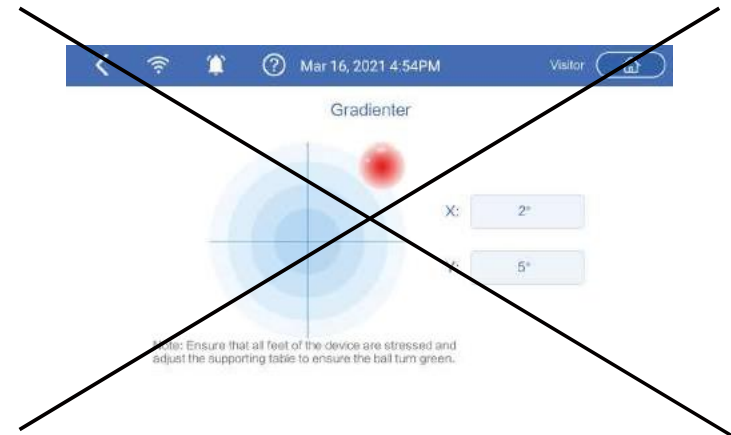 Mar 16, 2021 4:54PM
Visitor
Gradienter
X: 2°
Y: 5°
Note: Ensure that all feet of the device are stressed and
adjust the supporting table to ensure the ball turn green.